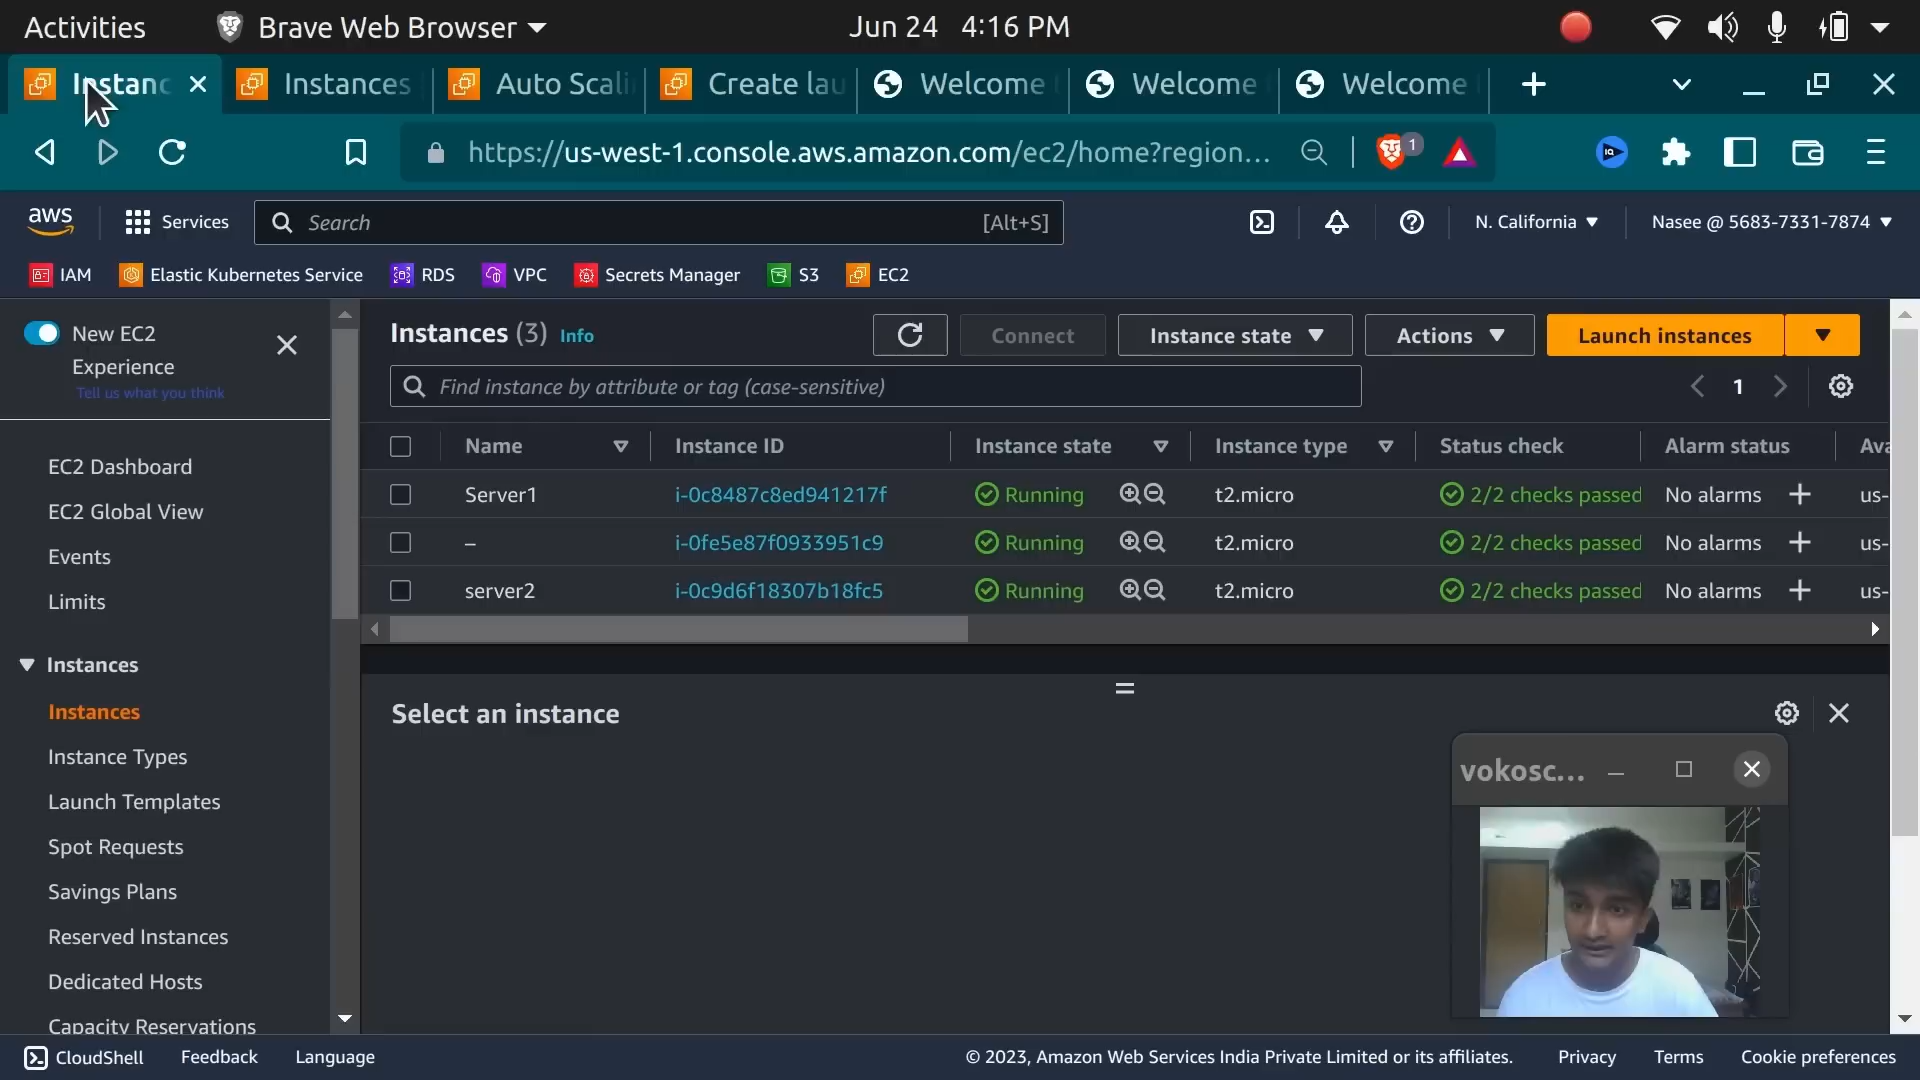 Activities Brave Web Browser Jun 24 4:16 PM
Instanc Instances Auto Scali Create lau Welcome t Welcome Welcome
https://us-west-1.console.aws.amazon.com/ec2/home?region... 1
aws Services Search [Alt+S] N. California Nasee @ 5683-7331-7874
IAM Elastic Kubernetes Service RDS VPC Secrets Manager S3 EC2
New EC2
Experience
Tell us what you think
EC2 Dashboard
EC2 Global View
Events
Limits
Instances
Instances
Instance Types
Launch Templates
Spot Requests
Savings Plans
Reserved Instances
Dedicated Hosts
Capacity Reservations
Instances (3) Info Connect Instance state Actions Launch instances
Find instance by attribute or tag (case-sensitive) 1
Name Instance ID Instance state Instance type Status check Alarm status Ava
Server1 i-0c8487c8ed941217f Running t2.micro 2/2 checks passed No alarms us-
– i-0fe5e87f0933951c9 Running t2.micro 2/2 checks passed No alarms us-
server2 i-0c9d6f18307b18fc5 Running t2.micro 2/2 checks passed No alarms us-
Select an instance
vokosc...
CloudShell Feedback Language © 2023, Amazon Web Services India Private Limited or its affiliates. Privacy Terms Cookie preferences